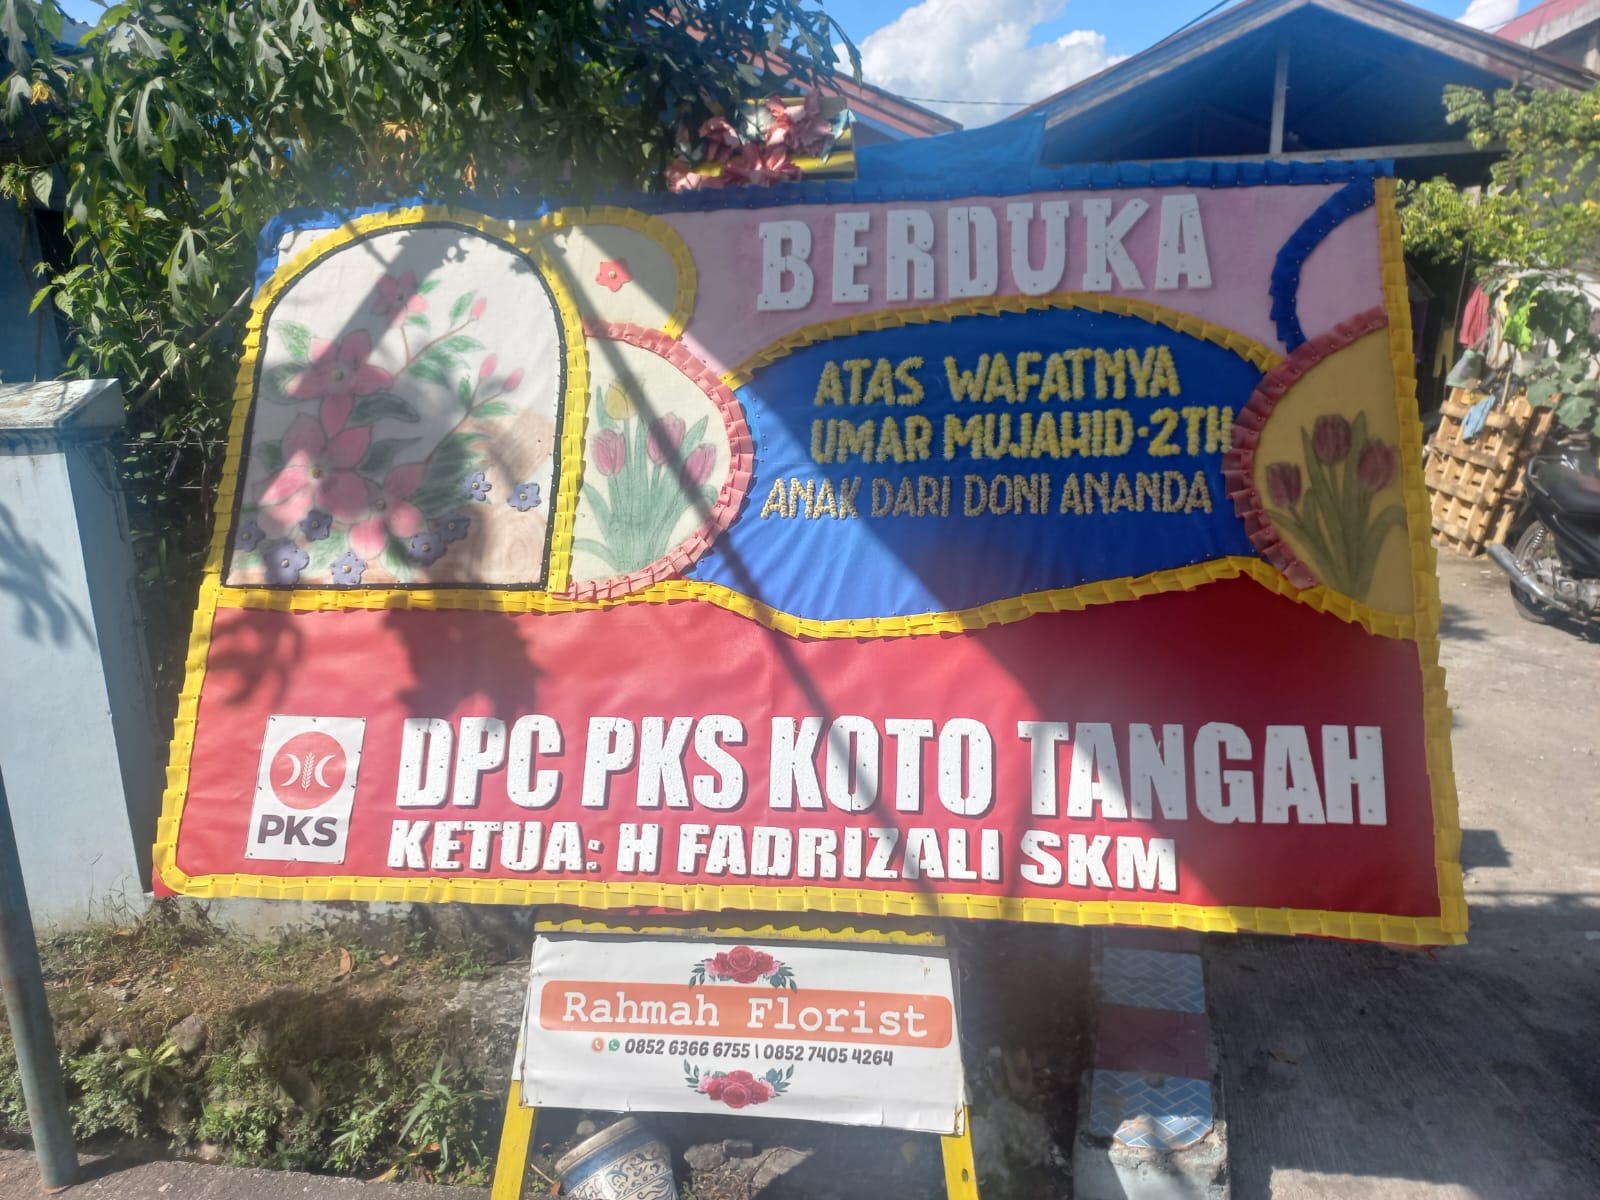 BERDUKA
ATAS WAFATNYA
UMAR MUJAHID·2TH
ANAK DARI DONI ANANDA
PKS
DPC PKS KOTO TANGAH
KETUA: H FADRIZALI SKM
Rahmah Florist
0852 6366 6755 \ 0852 7405 4264